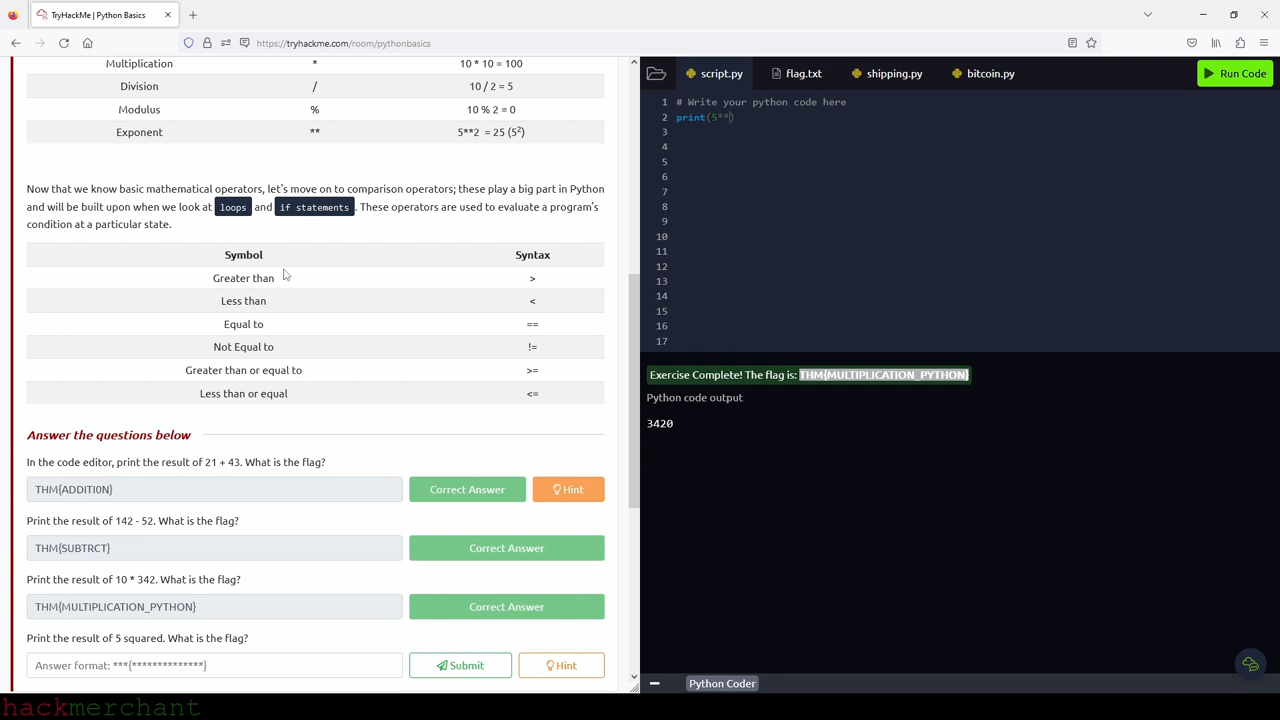 TryHackMe | Python Basics
https://tryhackme.com/room/pythonbasics
Multiplication * 10 * 10 = 100
Division / 10 / 2 = 5
Modulus % 10 % 2 = 0
Exponent ** 5**2 = 25 (5²)
Now that we know basic mathematical operators, let's move on to comparison operators; these play a big part in Python
and will be built upon when we look at loops and if statements. These operators are used to evaluate a program's
condition at a particular state.
Symbol Syntax
Greater than >
Less than <
Equal to ==
Not Equal to !=
Greater than or equal to >=
Less than or equal <=
Answer the questions below
In the code editor, print the result of 21 + 43. What is the flag?
THM{ADDITI0N} Correct Answer Hint
Print the result of 142 - 52. What is the flag?
THM{SUBTRCT} Correct Answer
Print the result of 10 * 342. What is the flag?
THM{MULTIPLICATION_PYTHON} Correct Answer
Print the result of 5 squared. What is the flag?
Answer format: ***{**************} Submit Hint
script.py flag.txt shipping.py bitcoin.py Run Code
1 # Write your python code here
2 print(5**)
3
4
5
6
7
8
9
10
11
12
13
14
15
16
17
Exercise Complete! The flag is: THM{MULTIPLICATION_PYTHON}
Python code output
3420
Python Coder
hackmerchant